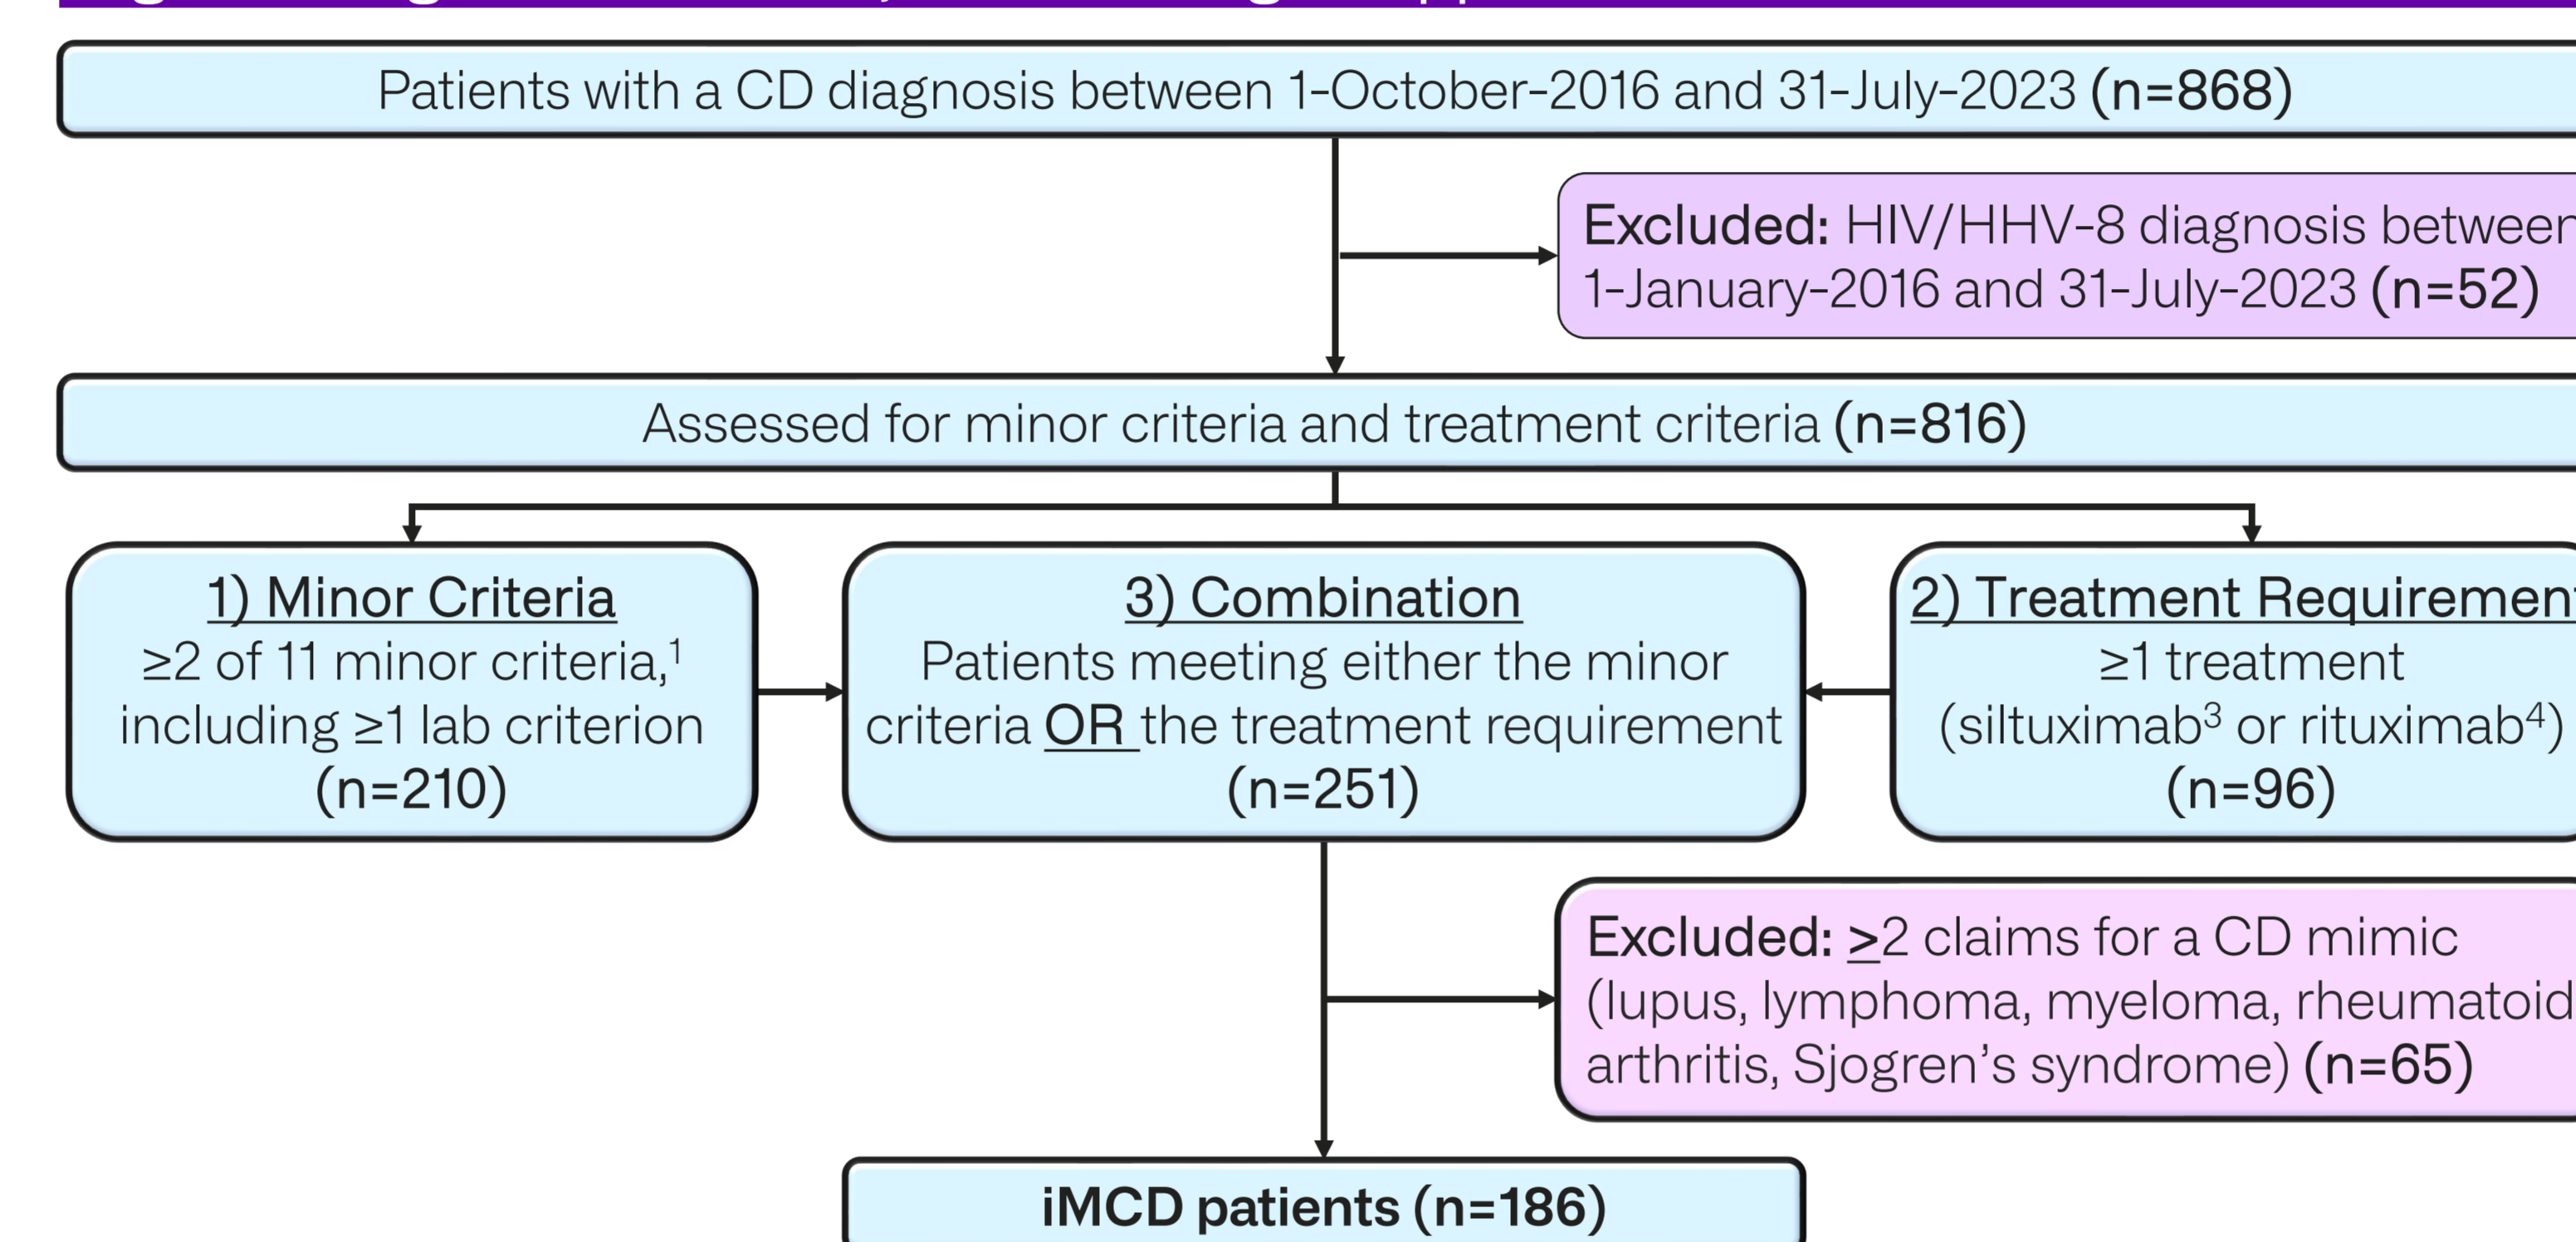 Patients with a CD diagnosis between 1-October-2016 and 31-July-2023 (n=868)
Excluded: HIV/HHV-8 diagnosis between
1-January-2016 and 31-July-2023 (n=52)
Assessed for minor criteria and treatment criteria (n=816)
1) Minor Criteria
≥2 of 11 minor criteria,¹
including ≥1 lab criterion
(n=210)
3) Combination
Patients meeting either the minor
criteria OR the treatment requirement
(n=251)
2) Treatment Requirement
≥1 treatment
(siltuximab³ or rituximab⁴)
(n=96)
Excluded: ≥2 claims for a CD mimic
(lupus, lymphoma, myeloma, rheumatoid
arthritis, Sjogren's syndrome) (n=65)
iMCD patients (n=186)